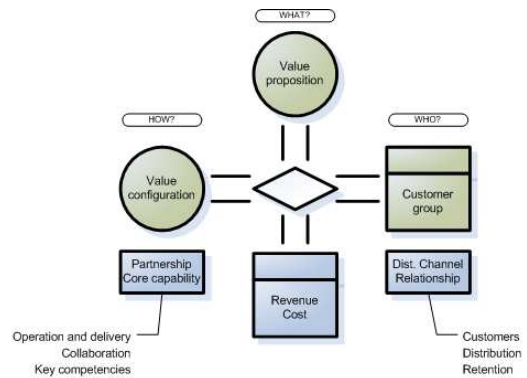 WHAT?
Value
proposition
HOW?
WHO?
Value
configuration
Customer
group
Partnership
Core capability
Revenue
Cost
Dist. Channel
Relationship
Operation and delivery
Collaboration
Key competencies
Customers
Distribution
Retention